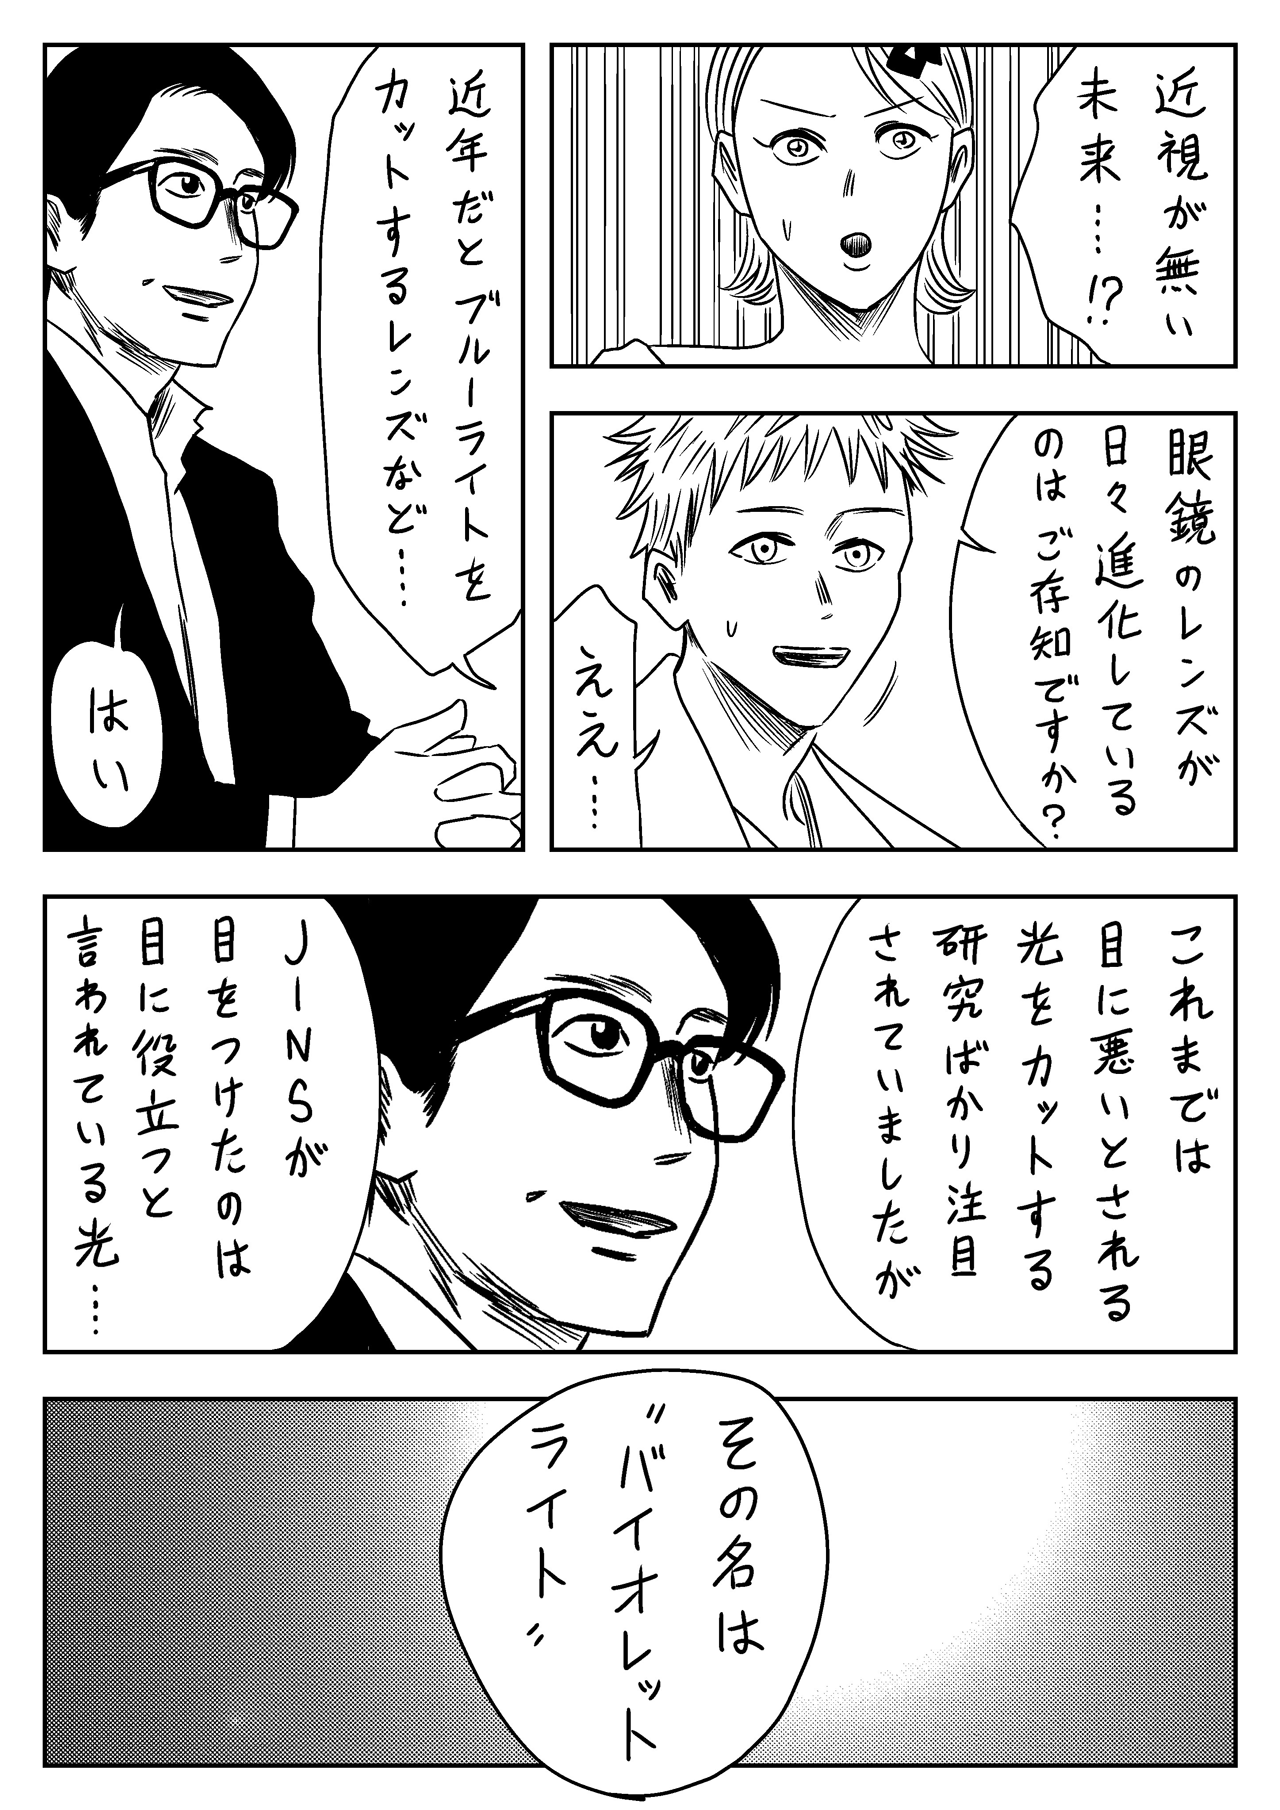 近視が無い
未来…!?
眼鏡のレンズが
日々進化している
のはご存知ですか？
ええ…
近年だとブルーライトを
カットするレンズなど…
はい
これまでは
目に悪いとされる
光をカットする
研究ばかり注目
されていましたが
JINSが
目をつけたのは
目に役立つと
言われている光…
その名は
〝バイオレット
ライト〟